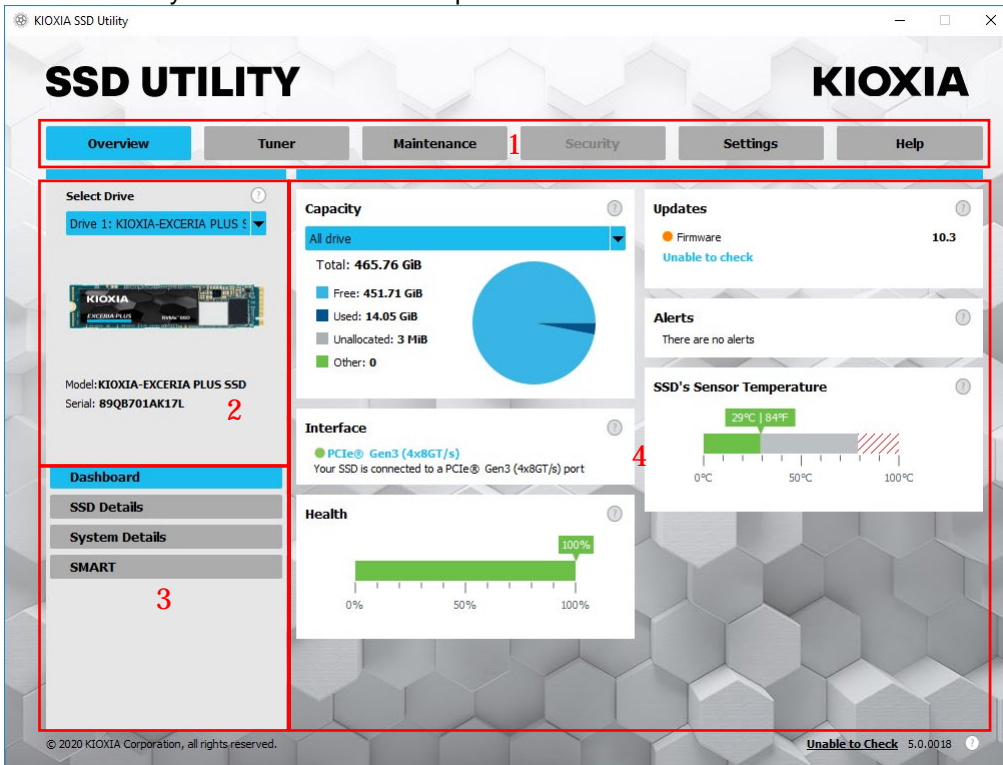 KIOXIA SSD Utility
SSD UTILITY
KIOXIA
Overview
Tuner
Maintenance
1
Security
Settings
Help
Select Drive
?
Drive 1: KIOXIA-EXCERIA PLUS S
KIOXIA
EXCERIA PLUS
NVMe™ SSD
Model:KIOXIA-EXCERIA PLUS SSD
Serial: 89QB701AK17L
2
Dashboard
SSD Details
System Details
SMART
3
Capacity
?
All drive
Total: 465.76 GiB
Free: 451.71 GiB
Used: 14.05 GiB
Unallocated: 3 MiB
Other: 0
Interface
?
PCIe® Gen3 (4x8GT/s)
Your SSD is connected to a PCIe® Gen3 (4x8GT/s) port
Health
?
100%
0% 50% 100%
4
Updates
?
Firmware 10.3
Unable to check
Alerts
?
There are no alerts
SSD's Sensor Temperature
?
29°C | 84°F
0°C 50°C 100°C
© 2020 KIOXIA Corporation, all rights reserved.
Unable to Check 5.0.0018 ?